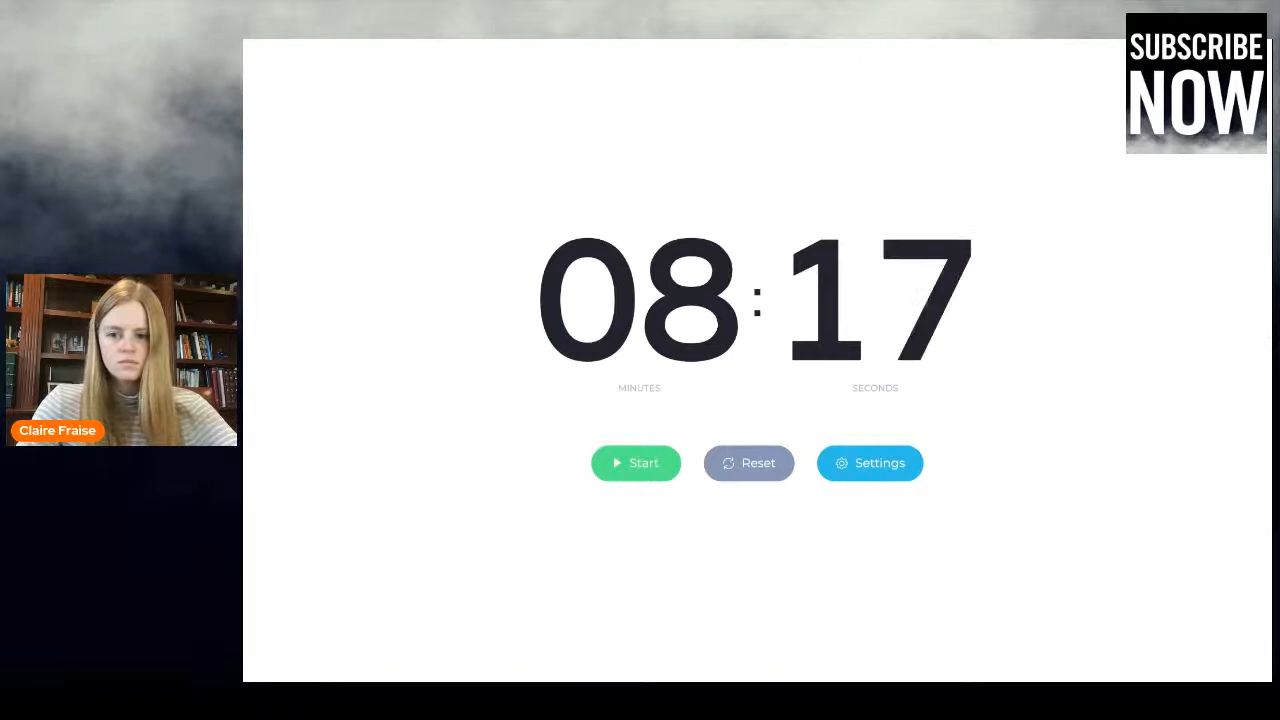 SUBSCRIBE
NOW
08:17
MINUTES SECONDS
Start Reset Settings
Claire Fraise